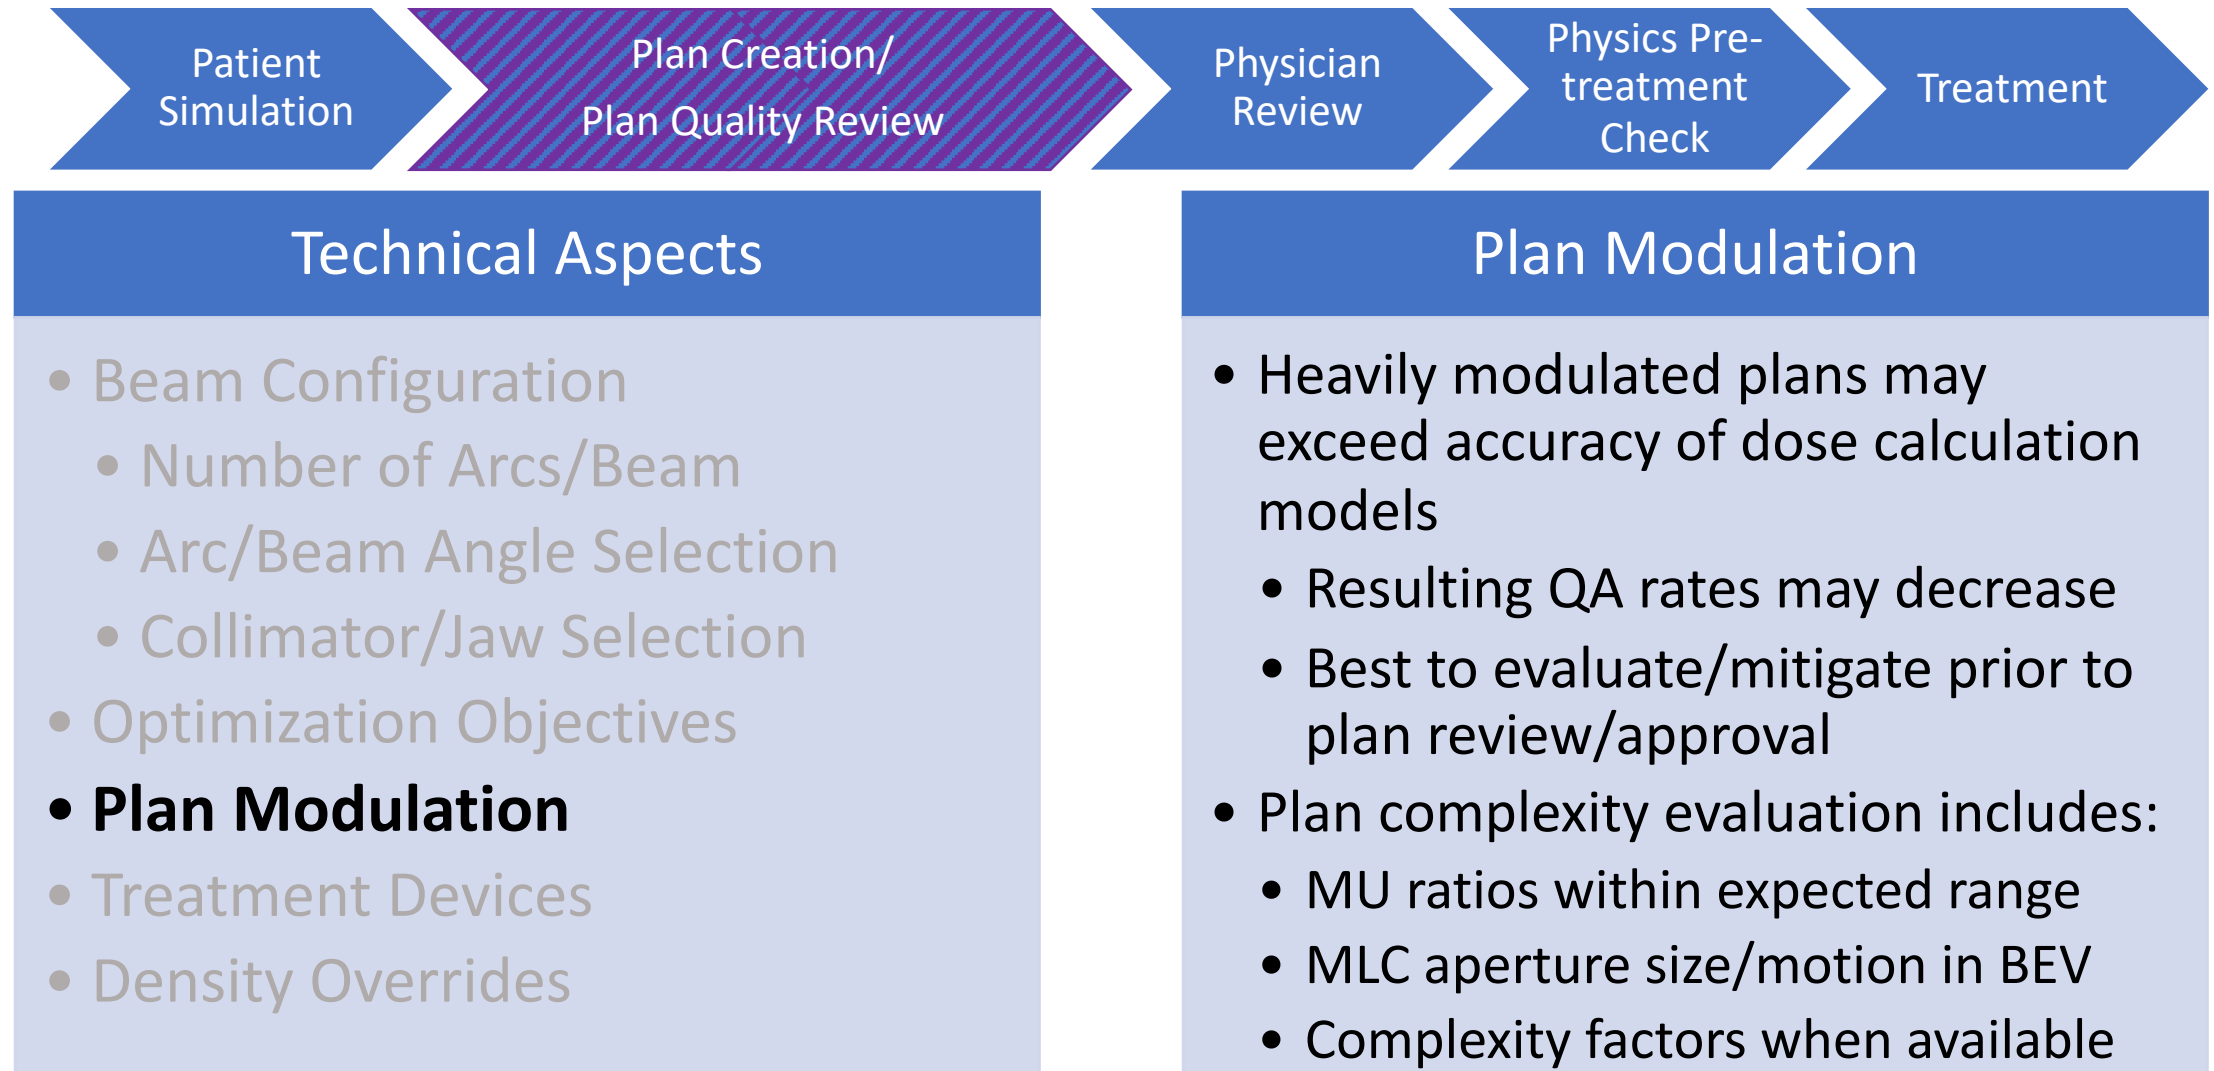 Patient
Simulation
Plan Creation/
Plan Quality Review
Physician
Review
Physics Pre-
treatment
Check
Treatment
Technical Aspects
• Beam Configuration
• Number of Arcs/Beam
• Arc/Beam Angle Selection
• Collimator/Jaw Selection
• Optimization Objectives
• Plan Modulation
• Treatment Devices
• Density Overrides
Plan Modulation
• Heavily modulated plans may
exceed accuracy of dose calculation
models
• Resulting QA rates may decrease
• Best to evaluate/mitigate prior to
plan review/approval
• Plan complexity evaluation includes:
• MU ratios within expected range
• MLC aperture size/motion in BEV
• Complexity factors when available